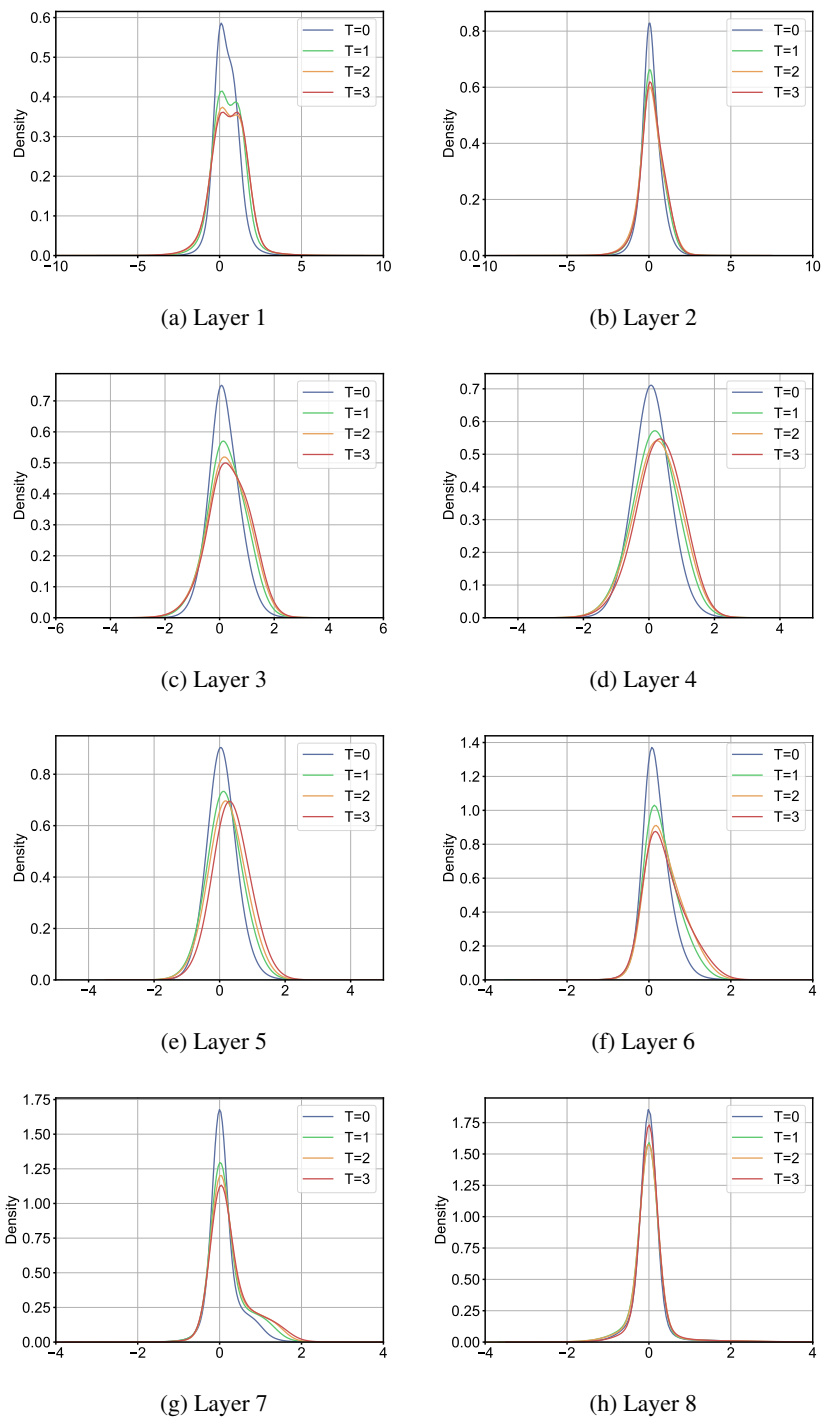 0.6
0.5
0.4
0.3
0.2
0.1
0.0
Density
−10 −5 0 5 10
T=0
T=1
T=2
T=3
(a) Layer 1
0.8
0.6
0.4
0.2
0.0
Density
−10 −5 0 5 10
T=0
T=1
T=2
T=3
(b) Layer 2
0.7
0.6
0.5
0.4
0.3
0.2
0.1
0.0
Density
−6 −4 −2 0 2 4 6
T=0
T=1
T=2
T=3
(c) Layer 3
0.7
0.6
0.5
0.4
0.3
0.2
0.1
0.0
Density
−4 −2 0 2 4
T=0
T=1
T=2
T=3
(d) Layer 4
0.8
0.6
0.4
0.2
0.0
Density
−4 −2 0 2 4
T=0
T=1
T=2
T=3
(e) Layer 5
1.4
1.2
1.0
0.8
0.6
0.4
0.2
0.0
Density
−4 −2 0 2 4
T=0
T=1
T=2
T=3
(f) Layer 6
1.75
1.50
1.25
1.00
0.75
0.50
0.25
0.00
Density
−4 −2 0 2 4
T=0
T=1
T=2
T=3
(g) Layer 7
1.75
1.50
1.25
1.00
0.75
0.50
0.25
0.00
Density
−4 −2 0 2 4
T=0
T=1
T=2
T=3
(h) Layer 8